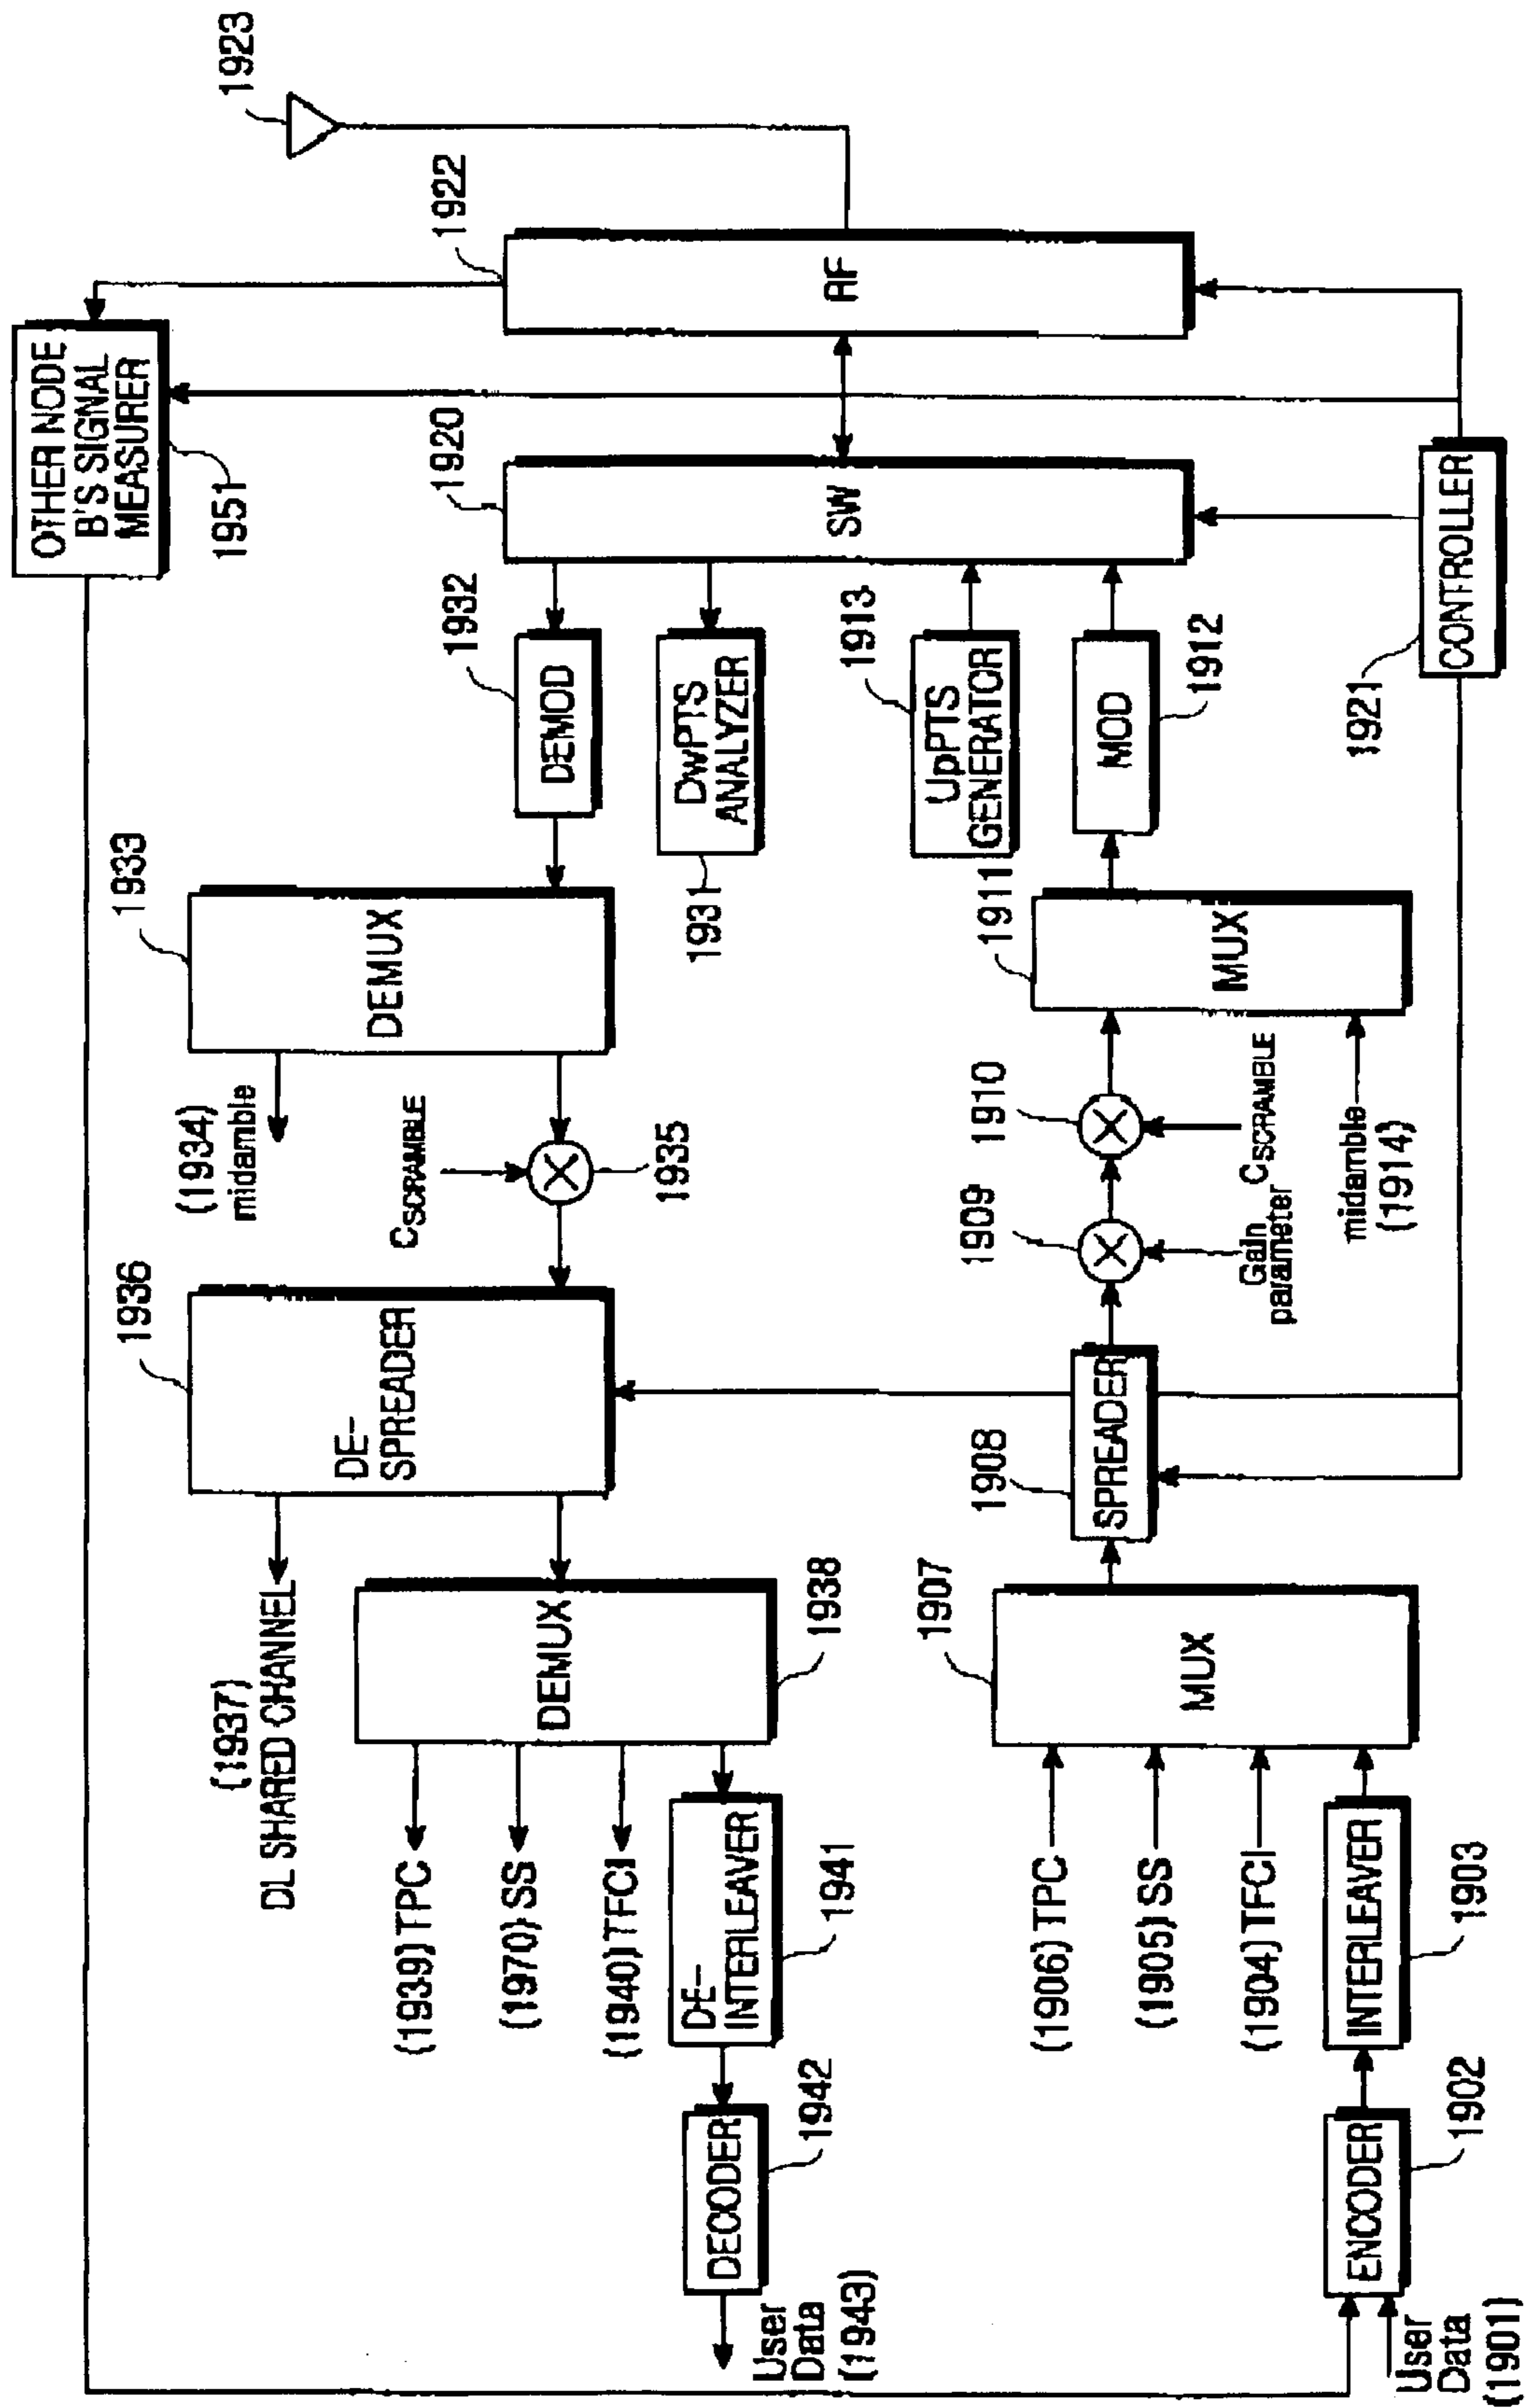 OTHER NODE
B'S SIGNAL
MEASURER
1951
1922
1923
1933
1932
1920
RF
SW
DEMOD
DEMUX
(1934)
midamble
DwPTS
ANALYZER
1931
CSCRAMBLE
1935
1936
DE-
SPREADER
(1937)
DL SHARED CHANNEL
DEMUX
1938
(1939) TPC
(1970) SS
(1940) TFCI
DE-
INTERLEAVER
1941
DECODER
1942
User
Data
(1943)
User
Data
(1901)
ENCODER
1902
INTERLEAVER
1903
(1906) TPC
(1905) SS
(1904) TFCI
MUX
1907
SPREADER
1908
1909
Gain
parameter
1910
CSCRAMBLE
midamble
(1914)
MUX
1911
MOD
1912
UpPTS
GENERATOR
1913
CONTROLLER
1921